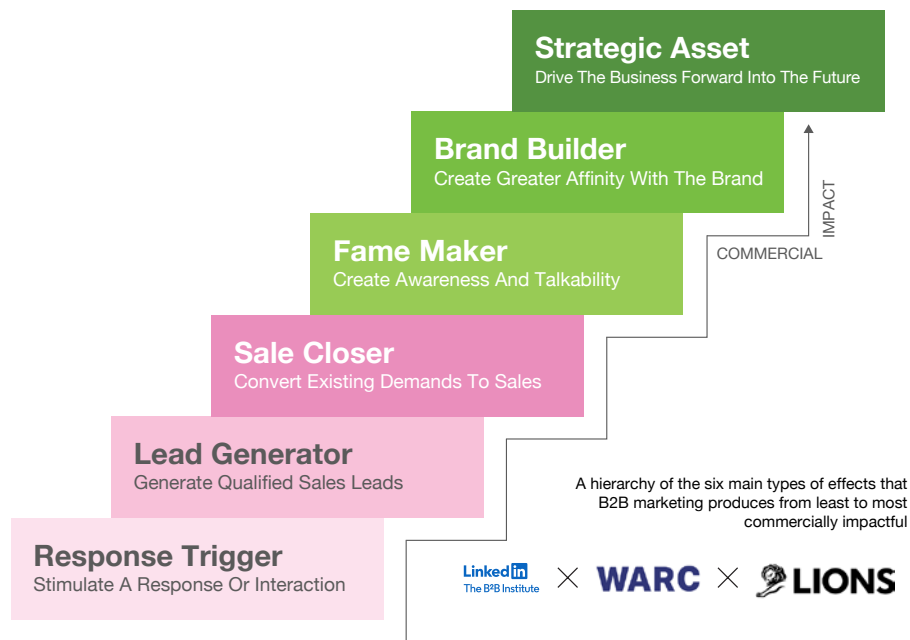 Strategic Asset
Drive The Business Forward Into The Future
Brand Builder
Create Greater Affinity With The Brand
IMPACT
COMMERCIAL
Fame Maker
Create Awareness And Talkability
Sale Closer
Convert Existing Demands To Sales
Lead Generator
Generate Qualified Sales Leads
A hierarchy of the six main types of effects that
B2B marketing produces from least to most
commercially impactful
Response Trigger
Stimulate A Response Or Interaction
Linked in
The B²B Institute
WARC
LIONS